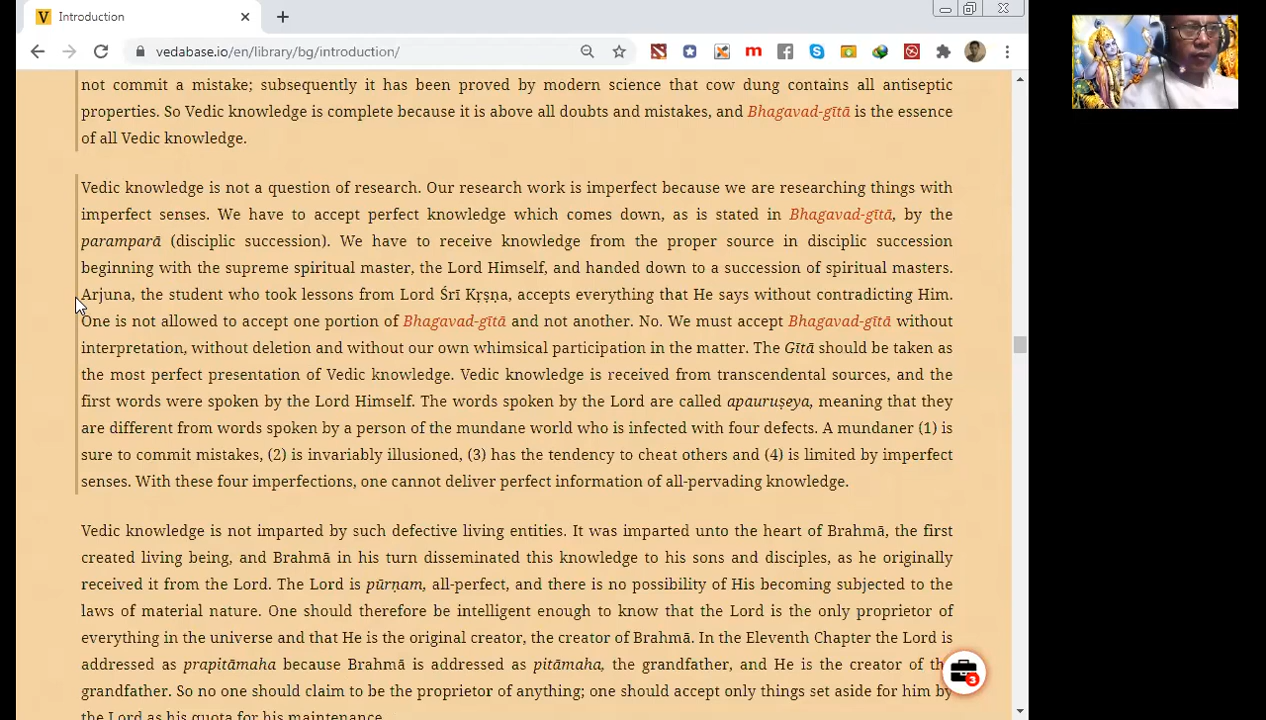 V Introduction
vedabase.io/en/library/bg/introduction/
not commit a mistake; subsequently it has been proved by modern science that cow dung contains all antiseptic
properties. So Vedic knowledge is complete because it is above all doubts and mistakes, and Bhagavad-gītā is the essence
of all Vedic knowledge.
Vedic knowledge is not a question of research. Our research work is imperfect because we are researching things with
imperfect senses. We have to accept perfect knowledge which comes down, as is stated in Bhagavad-gītā, by the
paramparā (disciplic succession). We have to receive knowledge from the proper source in disciplic succession
beginning with the supreme spiritual master, the Lord Himself, and handed down to a succession of spiritual masters.
Arjuna, the student who took lessons from Lord Śrī Kṛṣṇa, accepts everything that He says without contradicting Him.
One is not allowed to accept one portion of Bhagavad-gītā and not another. No. We must accept Bhagavad-gītā without
interpretation, without deletion and without our own whimsical participation in the matter. The Gītā should be taken as
the most perfect presentation of Vedic knowledge. Vedic knowledge is received from transcendental sources, and the
first words were spoken by the Lord Himself. The words spoken by the Lord are called apauruṣeya, meaning that they
are different from words spoken by a person of the mundane world who is infected with four defects. A mundaner (1) is
sure to commit mistakes, (2) is invariably illusioned, (3) has the tendency to cheat others and (4) is limited by imperfect
senses. With these four imperfections, one cannot deliver perfect information of all-pervading knowledge.
Vedic knowledge is not imparted by such defective living entities. It was imparted unto the heart of Brahmā, the first
created living being, and Brahmā in his turn disseminated this knowledge to his sons and disciples, as he originally
received it from the Lord. The Lord is pūrṇam, all-perfect, and there is no possibility of His becoming subjected to the
laws of material nature. One should therefore be intelligent enough to know that the Lord is the only proprietor of
everything in the universe and that He is the original creator, the creator of Brahmā. In the Eleventh Chapter the Lord is
addressed as prapitāmaha because Brahmā is addressed as pitāmaha, the grandfather, and He is the creator of th
grandfather. So no one should claim to be the proprietor of anything; one should accept only things set aside for him by
the Lord as his quota for his maintenance.
3